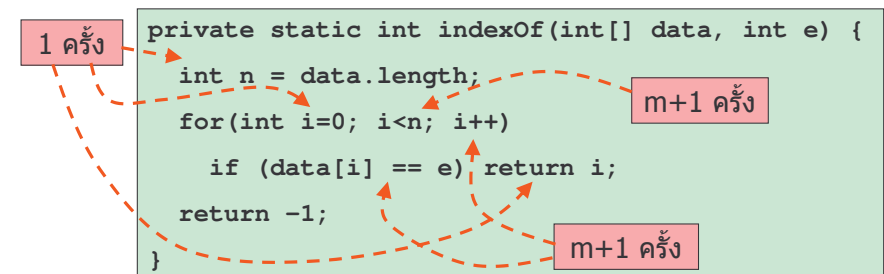 1 ครั้ง
private static int indexOf(int[] data, int e) {
int n = data.length;
m+1 ครั้ง
for(int i=0; i<n; i++)
if (data[i] == e) return i;
return –1;
m+1 ครั้ง
}